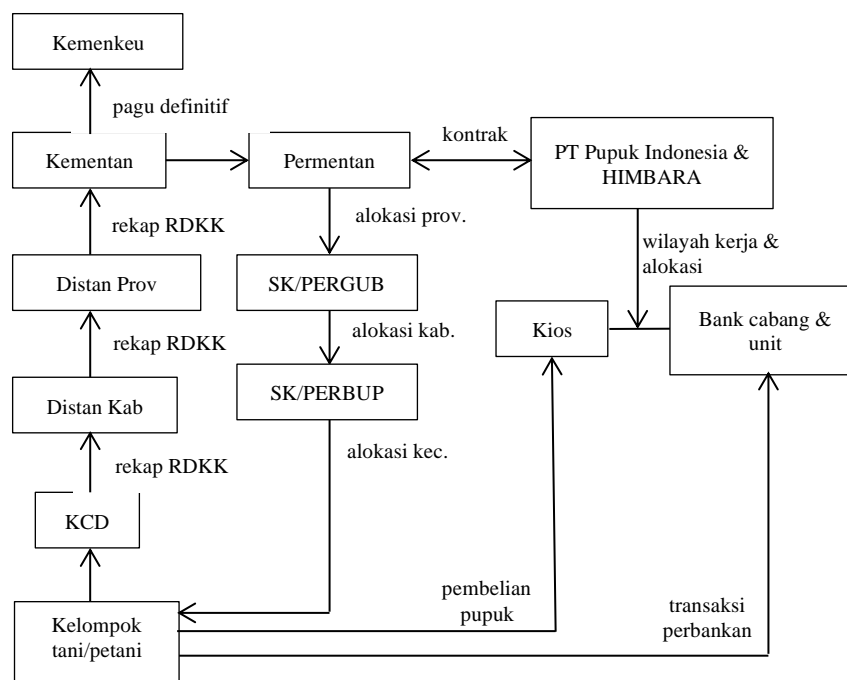 Kemenkeu
pagu definitif
kontrak
Kementan
Permentan
PT Pupuk Indonesia &
HIMBARA
rekap RDKK
alokasi prov.
wilayah kerja &
alokasi
Distan Prov
SK/PERGUB
Kios
Bank cabang &
unit
rekap RDKK
alokasi kab.
Distan Kab
SK/PERBUP
rekap RDKK
alokasi kec.
KCD
pembelian
pupuk
transaksi
perbankan
Kelompok
tani/petani